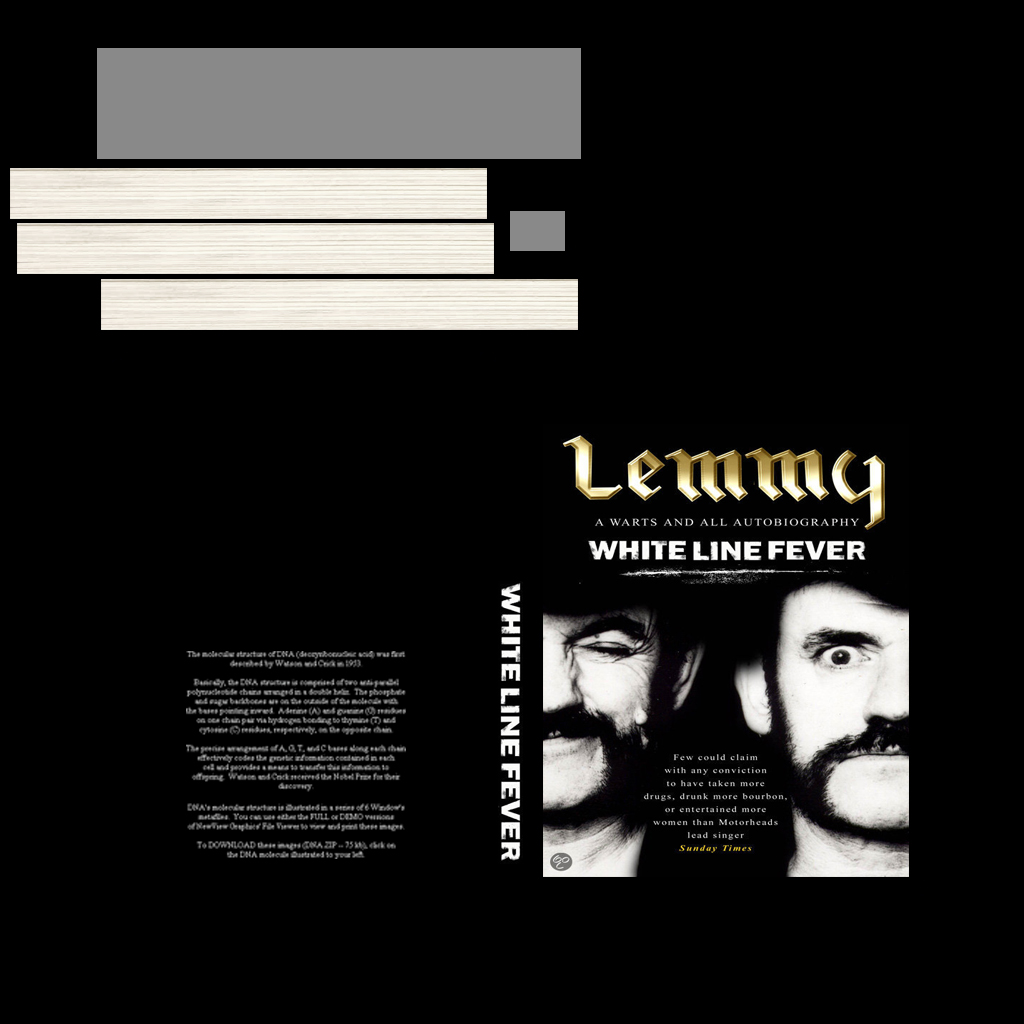 Lemmy
A WARTS AND ALL AUTOBIOGRAPHY
WHITE LINE FEVER
Few could claim
with any conviction
to have taken more
drugs, drunk more bourbon,
or entertained more
women than Motorheads
lead singer
Sunday Times
WHITE LINE FEVER
The molecular structure of DNA (deoxyribonucleic acid) was first
described by Watson and Crick in 1953.
Basically, the DNA structure is comprised of two anti-parallel
polynucleotide chains arranged in a double helix. The phosphate
and sugar backbones are on the outside of the molecule with
the bases pointing inward. Adenine (A) and guanine (G) residues
on one chain pair via hydrogen bonding to thymine (T) and
cytosine (C) residues, respectively, on the opposite chain.
The precise arrangement of A, G, T, and C bases along each chain
effectively codes the genetic information contained in each
cell and provides a means to transfer this information to
offspring. Watson and Crick received the Nobel Prize for their
discovery.
DNA's molecular structure is illustrated in a series of 6 Window's
metafiles. You can use either the FULL or DEMO versions
of NewView Graphics' File Viewer to view and print these images.
To DOWNLOAD these images (DNA.ZIP -- 75 kb), click on
the DNA molecule illustrated to your left.